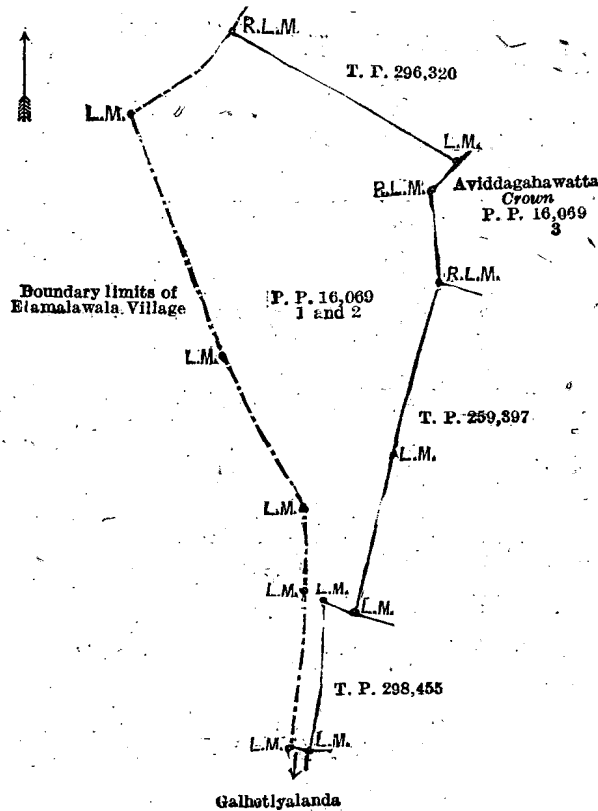 R.L.M.
T. P. 296,320
L.M.
L.M.
R.L.M.
Aviddagahawatta
Crown
P. P. 16,069
3
R.L.M.
Boundary limits of
Elamalawala Village
P. P. 16,069
1 and 2
L.M.
T. P. 259,397
L.M.
L.M.
L.M.
L.M.
L.M.
T. P. 298,455
L.M.
L.M.
Galhetiyalanda